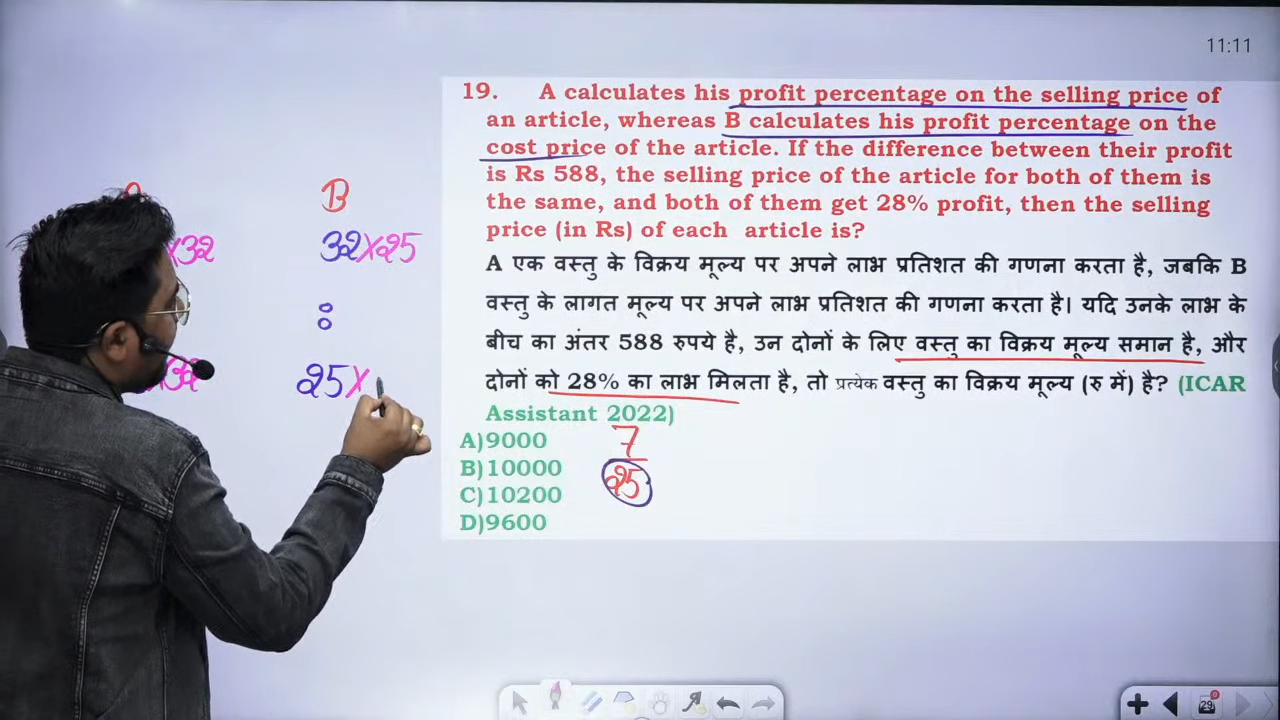 11:11
19. A calculates his profit percentage on the selling price of
an article, whereas B calculates his profit percentage on the
cost price of the article. If the difference between their profit
is Rs 588, the selling price of the article for both of them is
the same, and both of them get 28% profit, then the selling
price (in Rs) of each article is?
A एक वस्तु के विक्रय मूल्य पर अपने लाभ प्रतिशत की गणना करता है, जबकि B
वस्तु के लागत मूल्य पर अपने लाभ प्रतिशत की गणना करता है। यदि उनके लाभ के
बीच का अंतर 588 रुपये है, उन दोनों के लिए वस्तु का विक्रय मूल्य समान है, और
दोनों को 28% का लाभ मिलता है, तो प्रत्येक वस्तु का विक्रय मूल्य (रु में) है? (ICAR
Assistant 2022)
A)9000
B)10000
C)10200
D)9600
7
25
B
x32
32x25
:
x32
25x
29